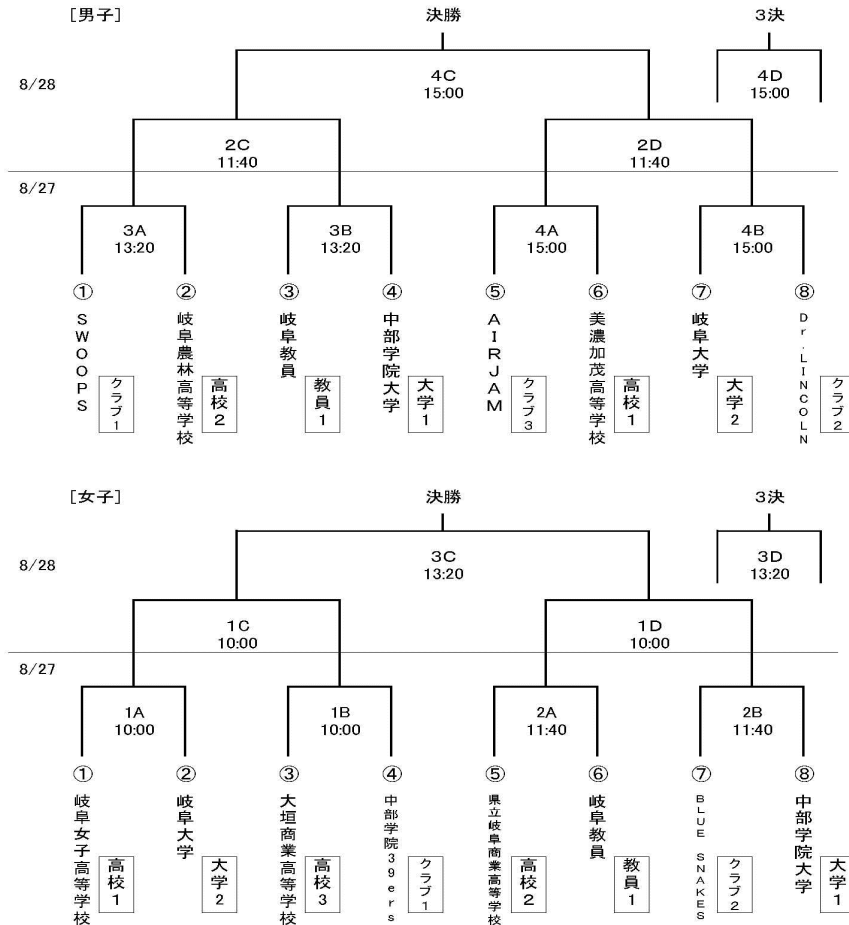 [男子]
決勝
3決
8/28
4C
15:00
4D
15:00
2C
11:40
2D
11:40
8/27
3A
13:20
3B
13:20
4A
15:00
4B
15:00
① SWOOPS
クラブ1
② 岐阜農林高等学校
高校2
③ 岐阜教員
教員1
④ 中部学院大学
大学1
⑤ AIRJAM
クラブ3
⑥ 美濃加茂高等学校
高校1
⑦ 岐阜大学
大学2
⑧ Dr.LINCOLN
クラブ2
[女子]
決勝
3決
8/28
3C
13:20
3D
13:20
1C
10:00
1D
10:00
8/27
1A
10:00
1B
10:00
2A
11:40
2B
11:40
① 岐阜女子高等学校
高校1
② 岐阜大学
大学2
③ 大垣商業高等学校
高校3
④ 中部学院39ers
クラブ1
⑤ 県立岐阜商業高等学校
高校2
⑥ 岐阜教員
教員1
⑦ BLUE SNAKES
クラブ2
⑧ 中部学院大学
大学1